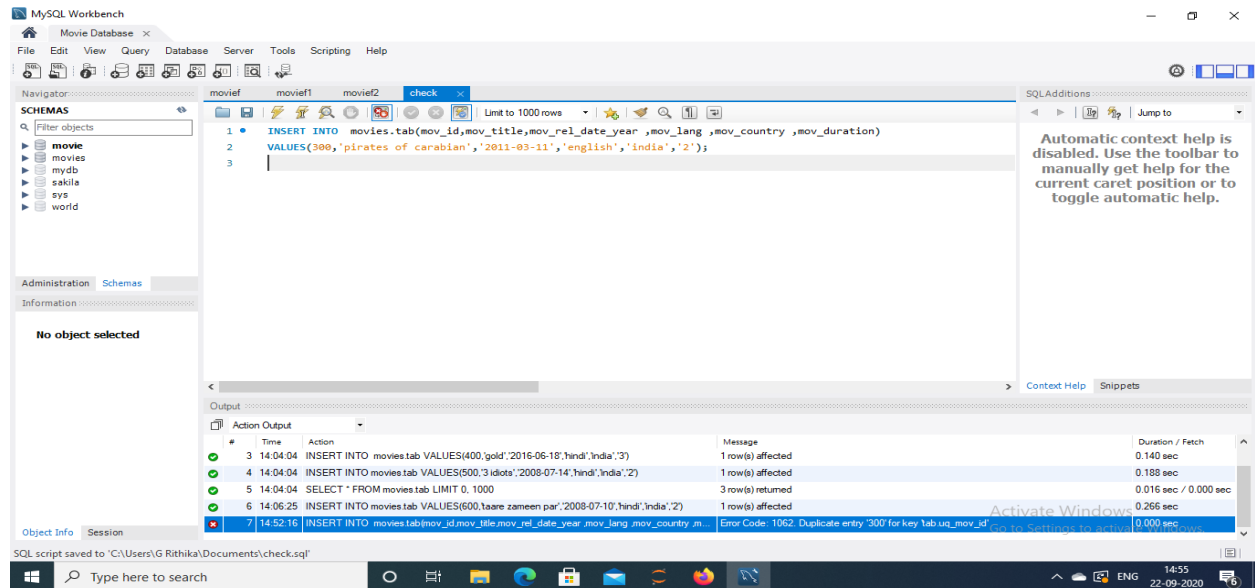 MySQL Workbench
Movie Database
File Edit View Query Database Server Tools Scripting Help
Navigator
SCHEMAS
Filter objects
movie
movies
mydb
sakila
sys
world
Administration Schemas
Information
No object selected
Object Info Session
movief movief1 movief2 check
Limit to 1000 rows
1 INSERT INTO movies.tab(mov_id,mov_title,mov_rel_date_year ,mov_lang ,mov_country ,mov_duration)
2 VALUES(300,'pirates of carabian','2011-03-11','english','india','2');
3
SQLAdditions
Jump to
Automatic context help is
disabled. Use the toolbar to
manually get help for the
current caret position or to
toggle automatic help.
Context Help Snippets
Output
Action Output
# Time Action Message Duration / Fetch
3 14:04:04 INSERT INTO movies.tab VALUES(400,'gold','2016-06-18','hindi','india','3') 1 row(s) affected 0.140 sec
4 14:04:04 INSERT INTO movies.tab VALUES(500,'3 idiots','2008-07-14','hindi','india','2') 1 row(s) affected 0.188 sec
5 14:04:04 SELECT * FROM movies.tab LIMIT 0, 1000 3 row(s) returned 0.016 sec / 0.000 sec
6 14:06:25 INSERT INTO movies.tab VALUES(600,'taare zameen par','2008-07-10','hindi','india','2') 1 row(s) affected 0.266 sec
7 14:52:16 INSERT INTO movies.tab(mov_id,mov_title,mov_rel_date_year ,mov_lang ,mov_country ,m... Error Code: 1062. Duplicate entry '300' for key 'tab.uq_mov_id' 0.000 sec
Activate Windows
Go to Settings to activate Windows.
SQL script saved to 'C:\Users\G Rithika\Documents\check.sql'
Type here to search
ENG
14:55
22-09-2020
6